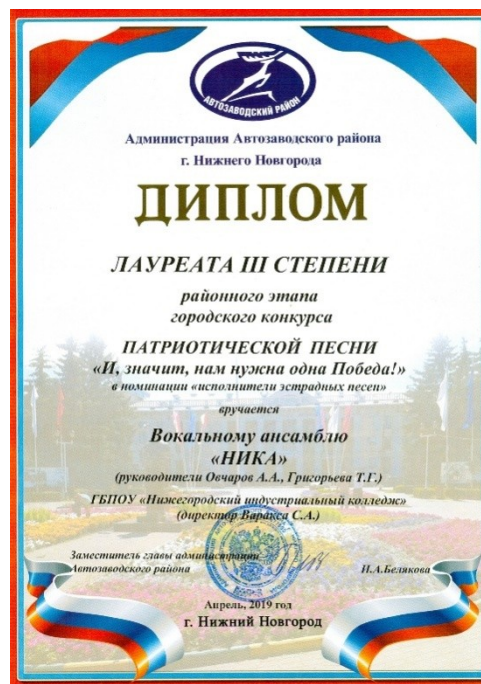 АВТОЗАВОДСКИЙ РАЙОН
Администрация Автозаводского района
г. Нижнего Новгорода
ДИПЛОМ
ЛАУРЕАТА III СТЕПЕНИ
районного этапа
городского конкурса
ПАТРИОТИЧЕСКОЙ ПЕСНИ
«И, значит, нам нужна одна Победа!»
в номинации «исполнители эстрадных песен»
вручается
Вокальному ансамблю
«НИКА»
(руководители Овчаров А.А., Григорьева Т.Г.)
ГБПОУ «Нижегородский индустриальный колледж»
(директорВаракса С.А.)
Заместитель главы администрации
Автозаводского района И.А.Белякова
Апрель, 2019 год
г. Нижний Новгород